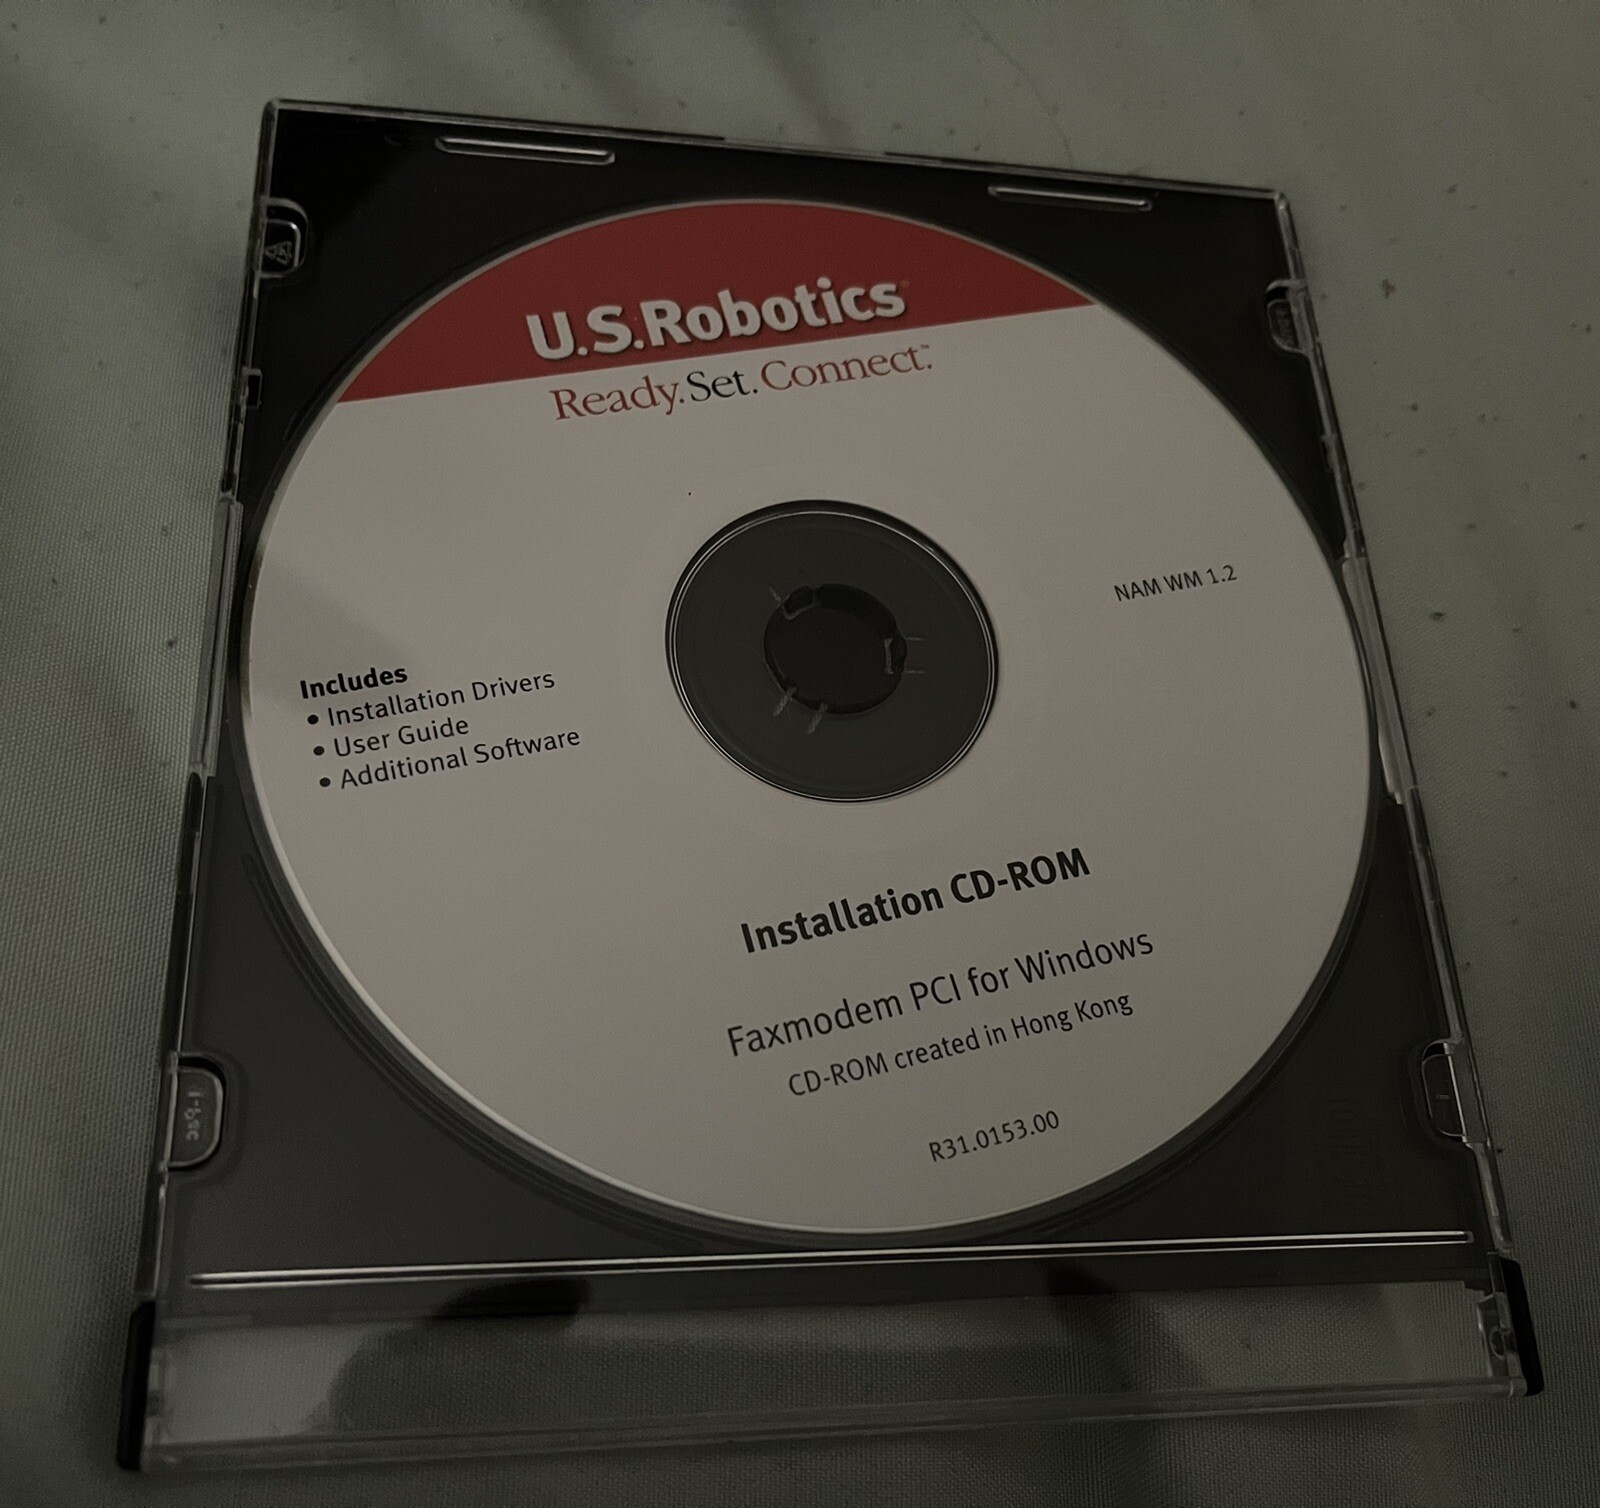 U.S.Robotics
Ready.Set.Connect.™
NAM WM 1.2
Includes
• Installation Drivers
• User Guide
• Additional Software
Installation CD-ROM
Faxmodem PCI for Windows
CD-ROM created in Hong Kong
R31.0153.00